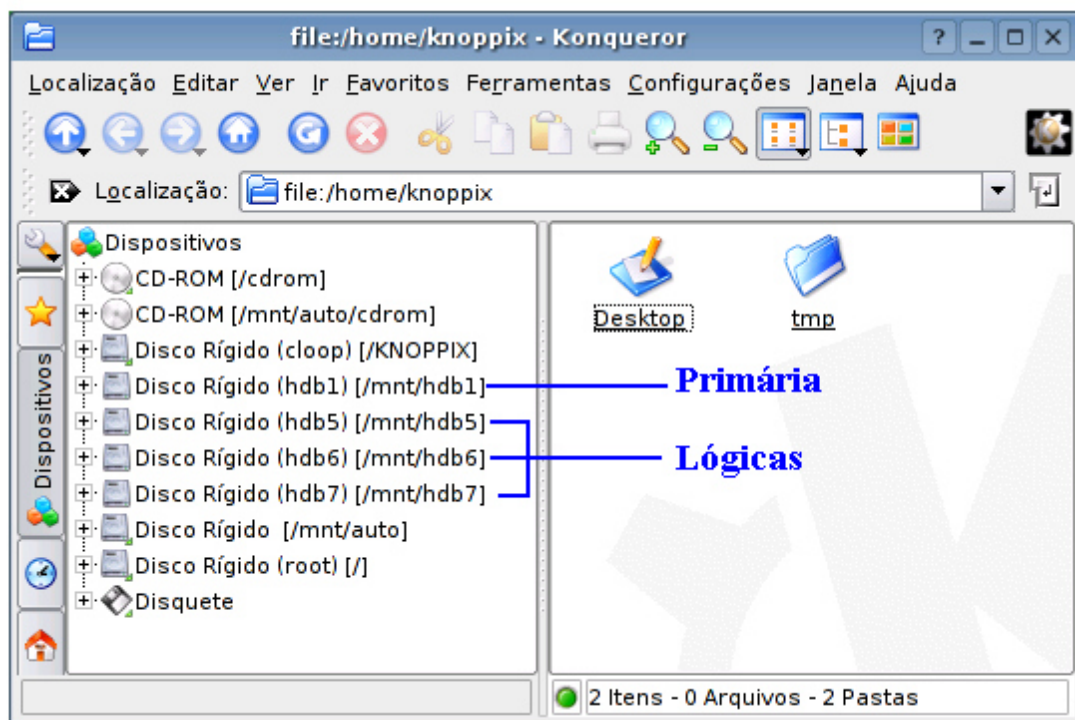 file:/home/knoppix - Konqueror
Localização Editar Ver Ir Favoritos Ferramentas Configurações Janela Ajuda
Localização: file:/home/knoppix
Dispositivos
Dispositivos
CD-ROM [/cdrom]
CD-ROM [/mnt/auto/cdrom]
Disco Rígido (cloop) [/KNOPPIX]
Disco Rígido (hdb1) [/mnt/hdb1]
Disco Rígido (hdb5) [/mnt/hdb5]
Disco Rígido (hdb6) [/mnt/hdb6]
Disco Rígido (hdb7) [/mnt/hdb7]
Disco Rígido [/mnt/auto]
Disco Rígido (root) [/]
Disquete
Desktop
tmp
Primária
Lógicas
2 Itens - 0 Arquivos - 2 Pastas